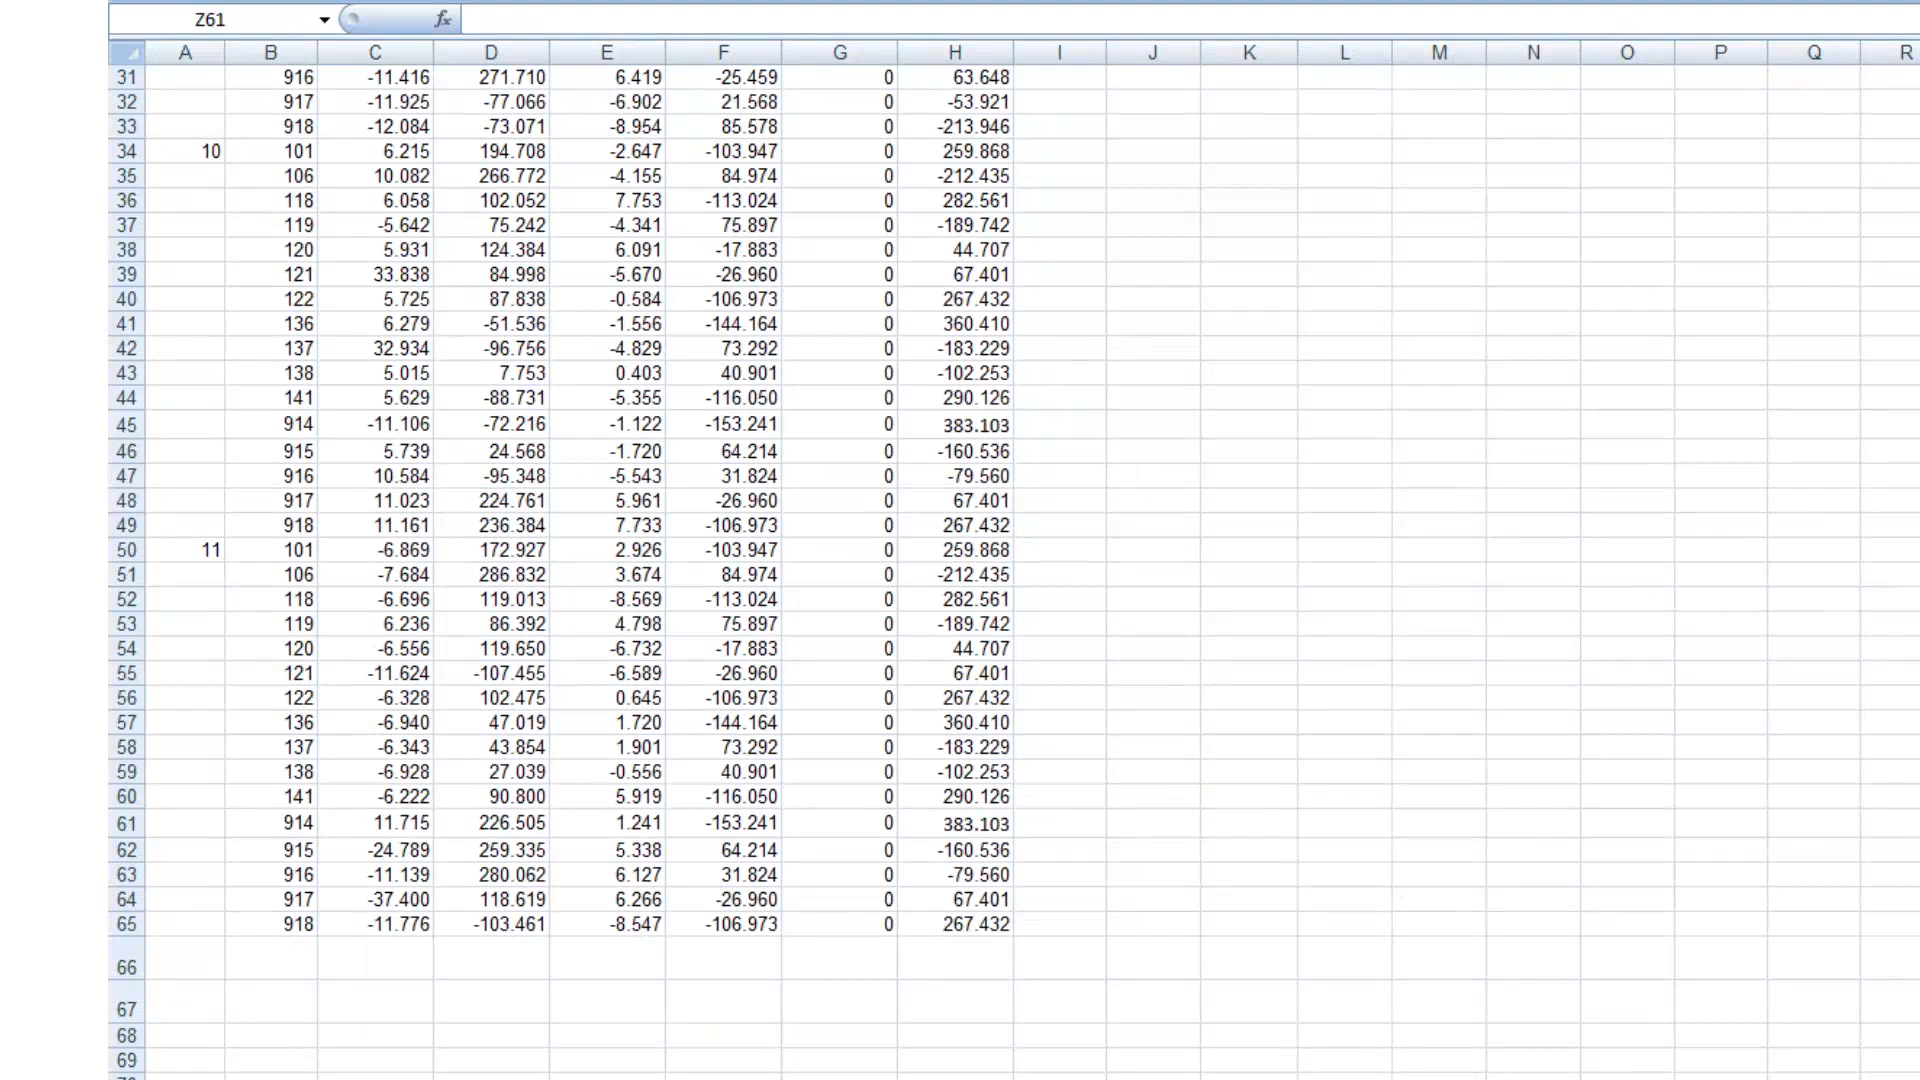 Z61 fx
A B C D E F G H I J K L M N O P Q R
31 916 -11.416 271.710 6.419 -25.459 0 63.648
32 917 -11.925 -77.066 -6.902 21.568 0 -53.921
33 918 -12.084 -73.071 -8.954 85.578 0 -213.946
34 10 101 6.215 194.708 -2.647 -103.947 0 259.868
35 106 10.082 266.772 -4.155 84.974 0 -212.435
36 118 6.058 102.052 7.753 -113.024 0 282.561
37 119 -5.642 75.242 -4.341 75.897 0 -189.742
38 120 5.931 124.384 6.091 -17.883 0 44.707
39 121 33.838 84.998 -5.670 -26.960 0 67.401
40 122 5.725 87.838 -0.584 -106.973 0 267.432
41 136 6.279 -51.536 -1.556 -144.164 0 360.410
42 137 32.934 -96.756 -4.829 73.292 0 -183.229
43 138 5.015 7.753 0.403 40.901 0 -102.253
44 141 5.629 -88.731 -5.355 -116.050 0 290.126
45 914 -11.106 -72.216 -1.122 -153.241 0 383.103
46 915 5.739 24.568 -1.720 64.214 0 -160.536
47 916 10.584 -95.348 -5.543 31.824 0 -79.560
48 917 11.023 224.761 5.961 -26.960 0 67.401
49 918 11.161 236.384 7.733 -106.973 0 267.432
50 11 101 -6.869 172.927 2.926 -103.947 0 259.868
51 106 -7.684 286.832 3.674 84.974 0 -212.435
52 118 -6.696 119.013 -8.569 -113.024 0 282.561
53 119 6.236 86.392 4.798 75.897 0 -189.742
54 120 -6.556 119.650 -6.732 -17.883 0 44.707
55 121 -11.624 -107.455 -6.589 -26.960 0 67.401
56 122 -6.328 102.475 0.645 -106.973 0 267.432
57 136 -6.940 47.019 1.720 -144.164 0 360.410
58 137 -6.343 43.854 1.901 73.292 0 -183.229
59 138 -6.928 27.039 -0.556 40.901 0 -102.253
60 141 -6.222 90.800 5.919 -116.050 0 290.126
61 914 11.715 226.505 1.241 -153.241 0 383.103
62 915 -24.789 259.335 5.338 64.214 0 -160.536
63 916 -11.139 280.062 6.127 31.824 0 -79.560
64 917 -37.400 118.619 6.266 -26.960 0 67.401
65 918 -11.776 -103.461 -8.547 -106.973 0 267.432
66
67
68
69